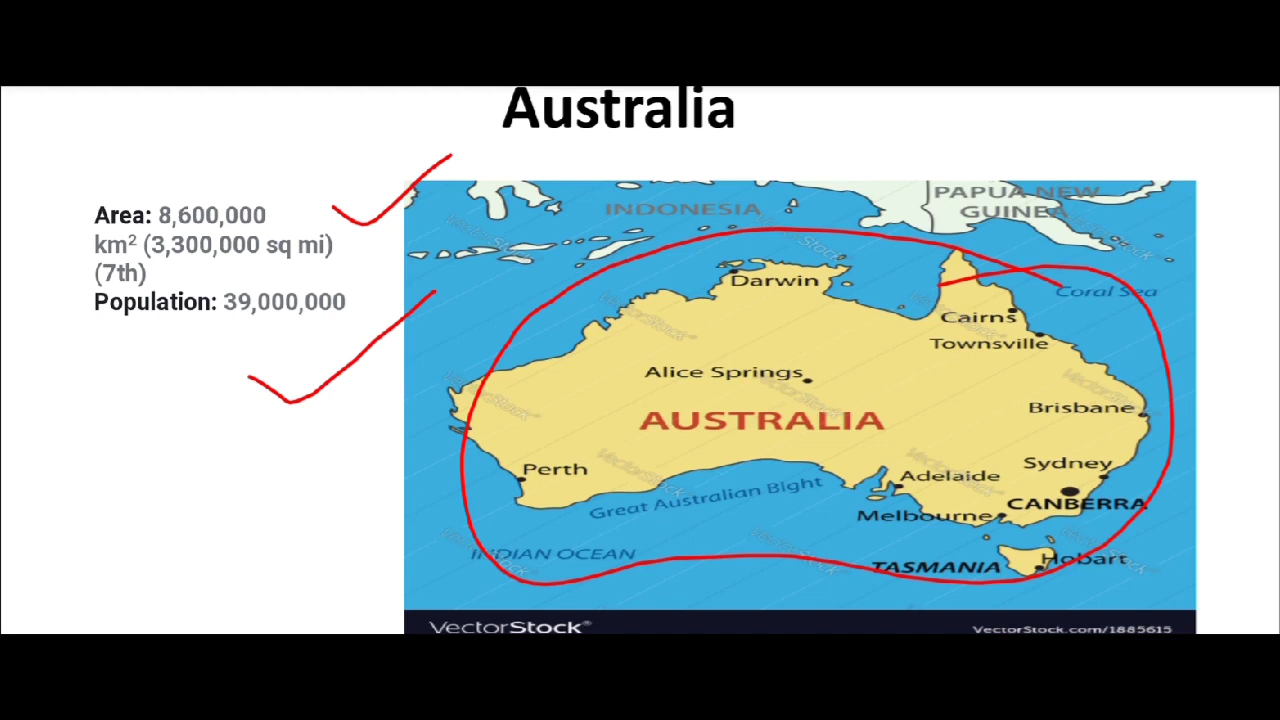 Australia
Area: 8,600,000
km² (3,300,000 sq mi)
(7th)
Population: 39,000,000
INDONESIA
PAPUA NEW
GUINEA
Darwin
Coral Sea
Cairns
Townsville
Alice Springs
Brisbane
AUSTRALIA
Perth
Sydney
Adelaide
Great Australian Bight
CANBERRA
Melbourne
INDIAN OCEAN
Hobart
TASMANIA
VectorStock®
VectorStock.com/1885615